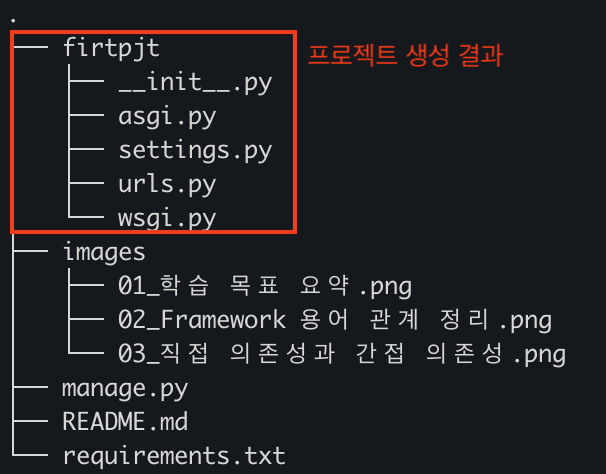 .
├── firtpjt
│   ├── __init__.py
│   ├── asgi.py
│   ├── settings.py
│   ├── urls.py
│   └── wsgi.py
프로젝트 생성 결과
├── images
│   ├── 01_학습 목표 요약.png
│   ├── 02_Framework 용어 관계 정리.png
│   └── 03_직접 의존성과 간접 의존성.png
├── manage.py
├── README.md
└── requirements.txt